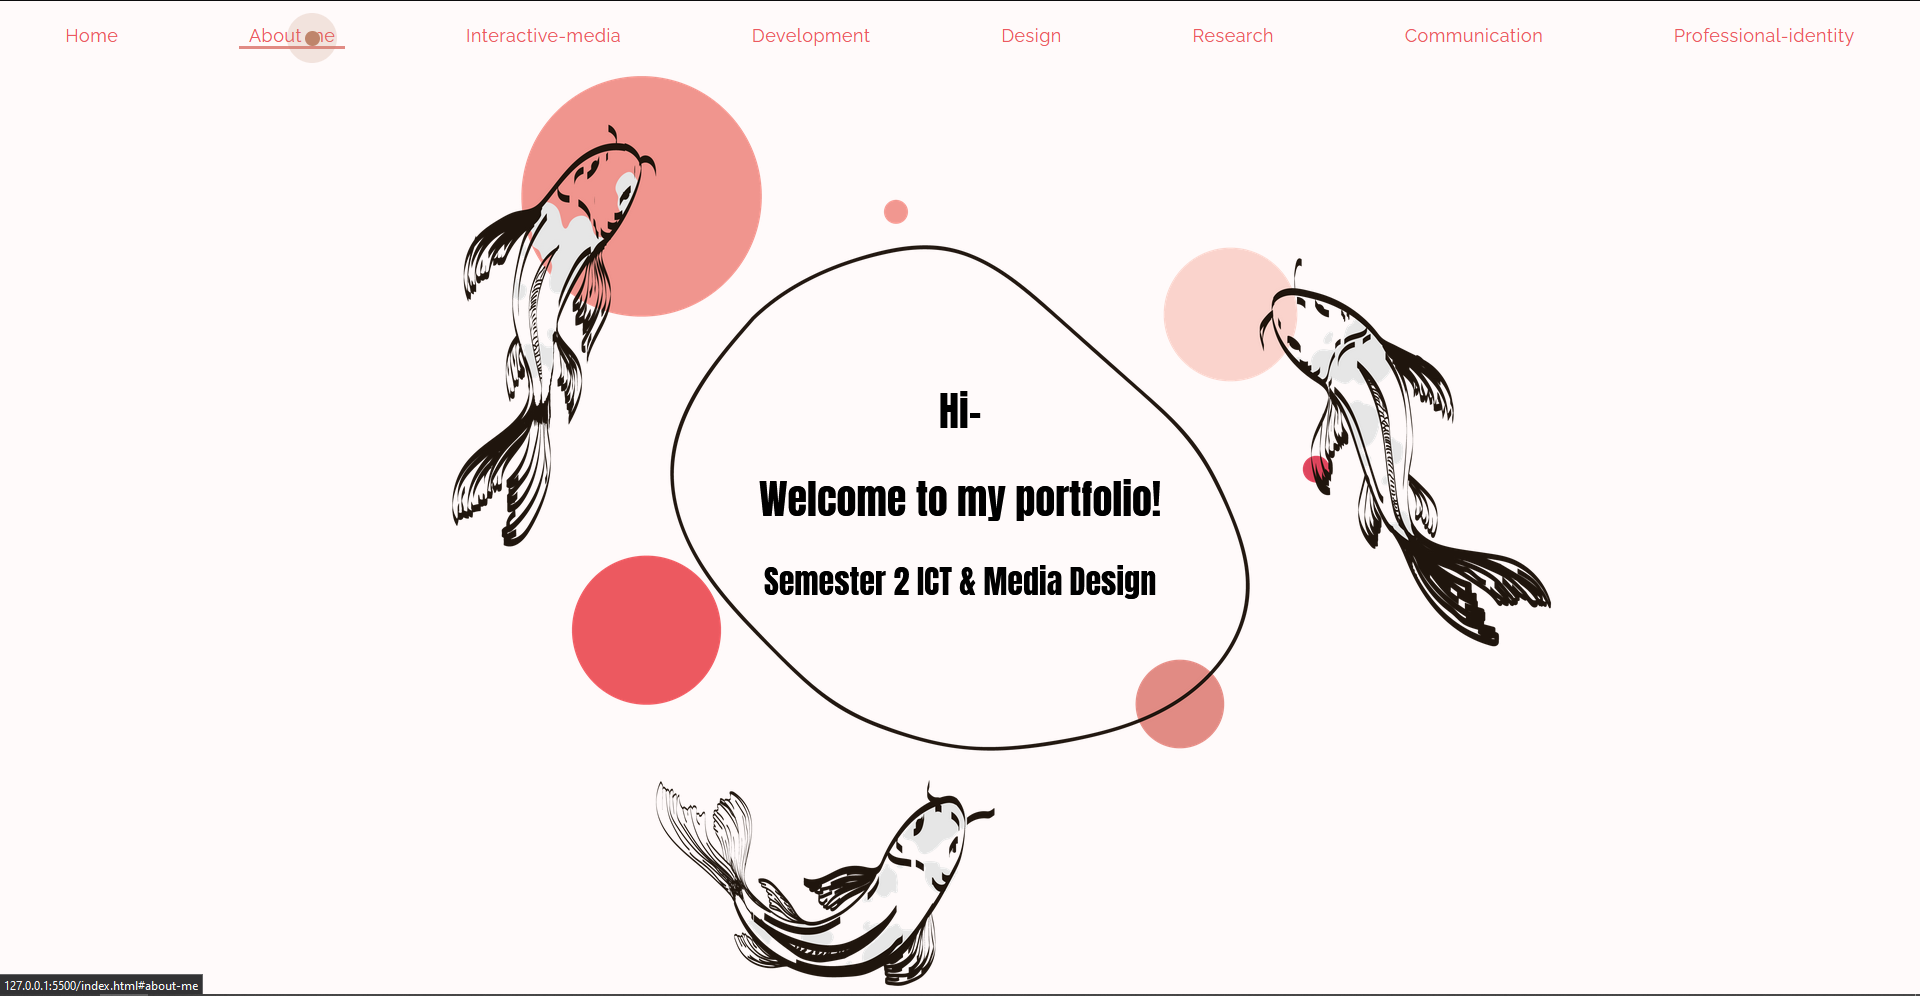 Home About me Interactive-media Development Design Research Communication Professional-identity
Hi-
Welcome to my portfolio!
Semester 2 ICT & Media Design
127.0.0.1:5500/index.html#about-me